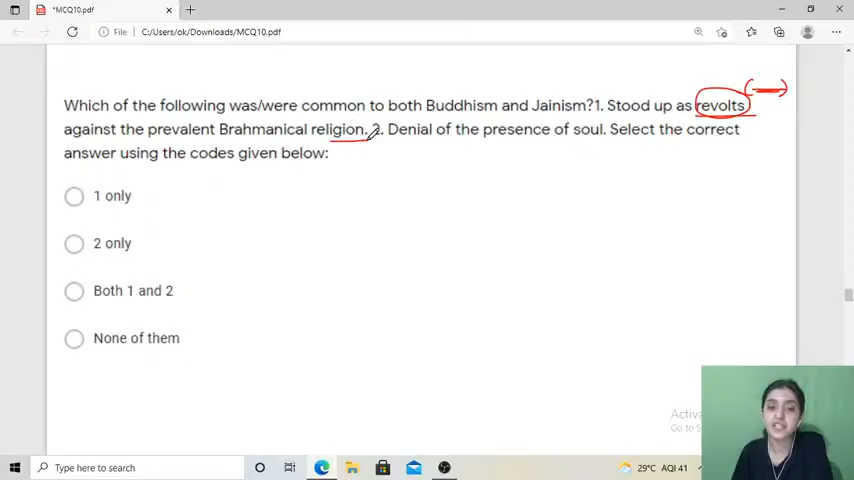 *MCQ10.pdf
File
C:/Users/ok/Downloads/MCQ10.pdf
Which of the following was/were common to both Buddhism and Jainism?1. Stood up as revolts
against the prevalent Brahmanical religion. 2. Denial of the presence of soul. Select the correct
answer using the codes given below:
1 only
2 only
Both 1 and 2
None of them
Activa
Go to S
Type here to search
29°C AQI 41